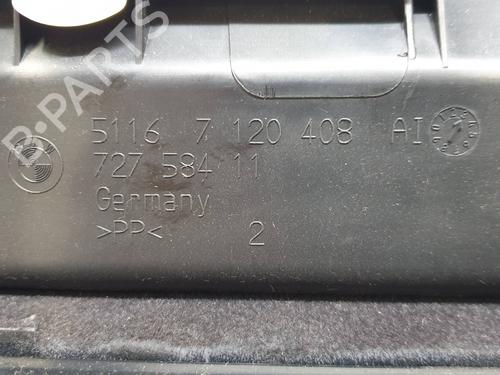 B-PARTS
5116 7 120 408 AI
727 584 11
Germany
>PP< 2